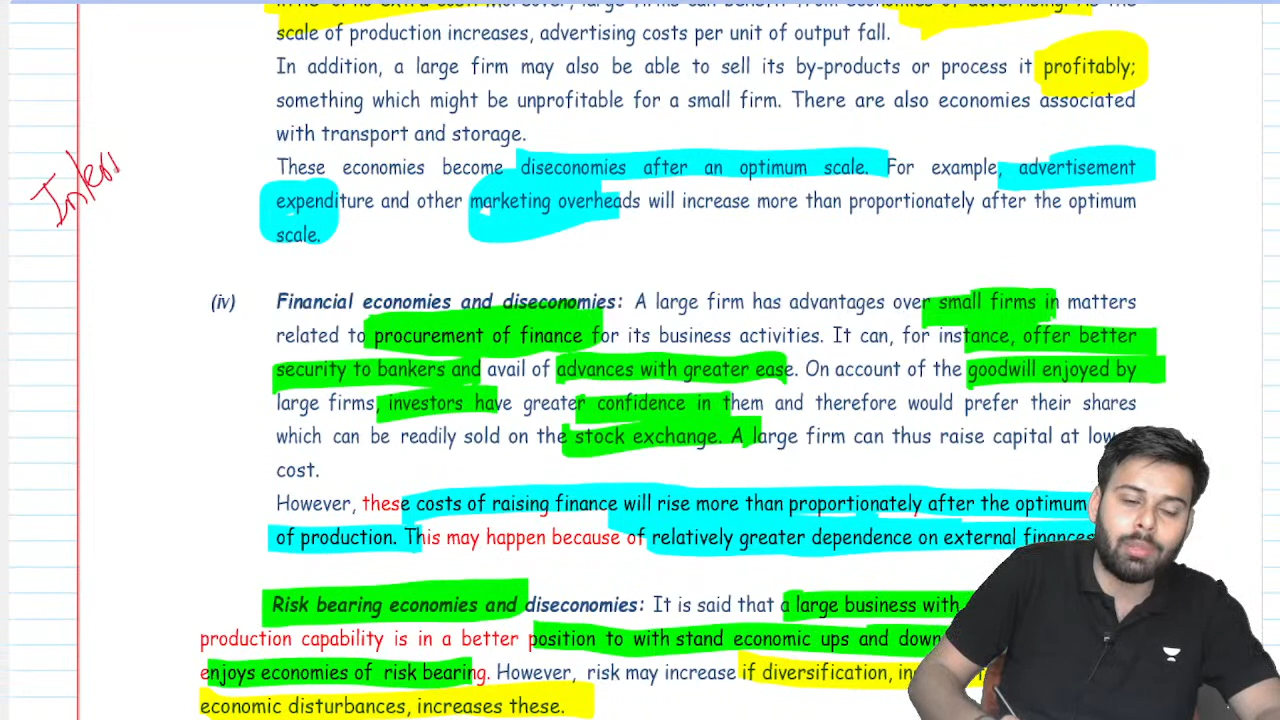 scale of production increases, advertising costs per unit of output fall.
In addition, a large firm may also be able to sell its by-products or process it profitably;
something which might be unprofitable for a small firm. There are also economies associated
with transport and storage.
These economies become diseconomies after an optimum scale. For example, advertisement
expenditure and other marketing overheads will increase more than proportionately after the optimum
scale.
(iv) Financial economies and diseconomies: A large firm has advantages over small firms in matters
related to procurement of finance for its business activities. It can, for instance, offer better
security to bankers and avail of advances with greater ease. On account of the goodwill enjoyed by
large firms, investors have greater confidence in them and therefore would prefer their shares
which can be readily sold on the stock exchange. A large firm can thus raise capital at
cost.
However, these costs of raising finance will rise more than proportionately after the optimum
of production. This may happen because of relatively greater dependence on external finances
Risk bearing economies and diseconomies: It is said that a large business with
production capability is in a better position to with stand economic ups and
enjoys economies of risk bearing. However, risk may increase if diversification,
economic disturbances, increases these.